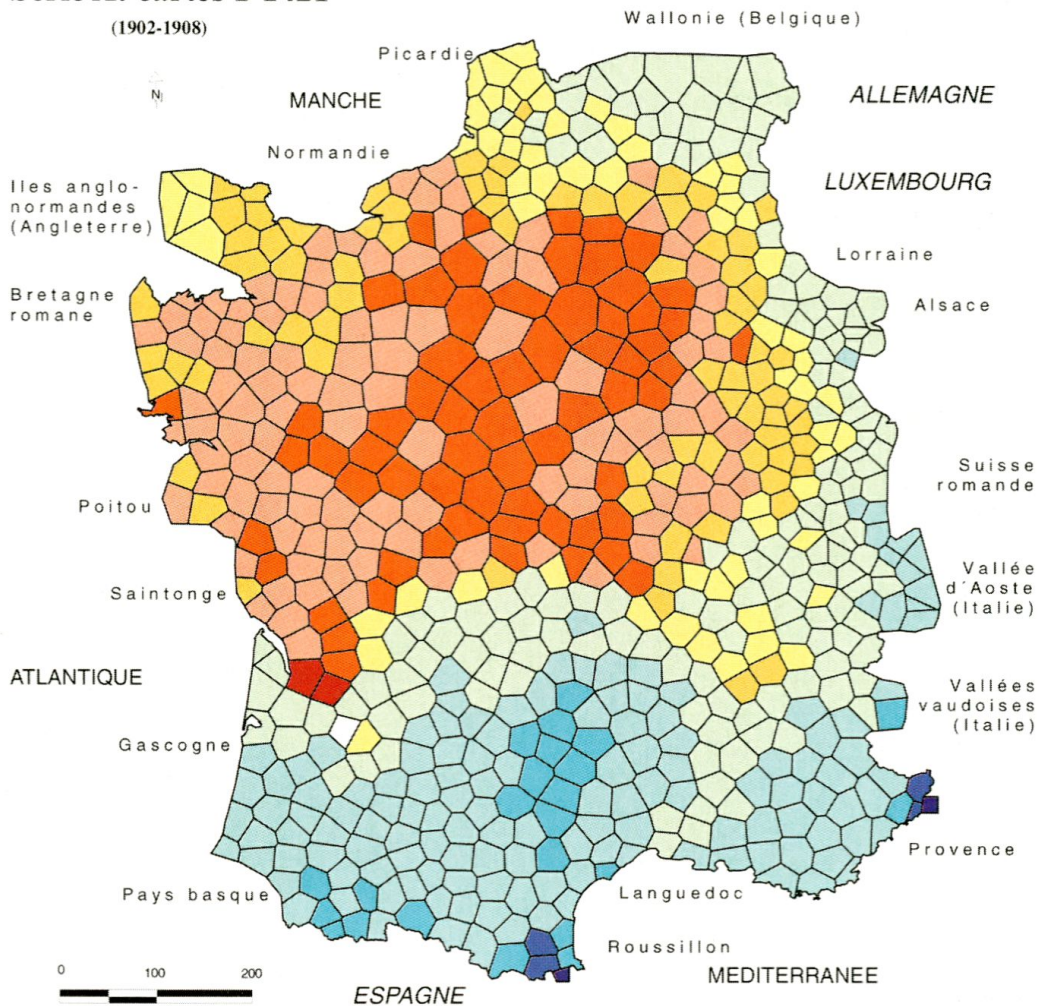 (1902-1908)
Wallonie (Belgique)
Picardie
N
MANCHE
ALLEMAGNE
Normandie
Iles anglo-
normandes
(Angleterre)
LUXEMBOURG
Lorraine
Bretagne
romane
Alsace
Suisse
romande
Poitou
Vallée
d'Aoste
(Italie)
Saintonge
ATLANTIQUE
Vallées
vaudoises
(Italie)
Gascogne
Provence
Pays basque
Languedoc
Roussillon
0 100 200
MEDITERRANEE
ESPAGNE